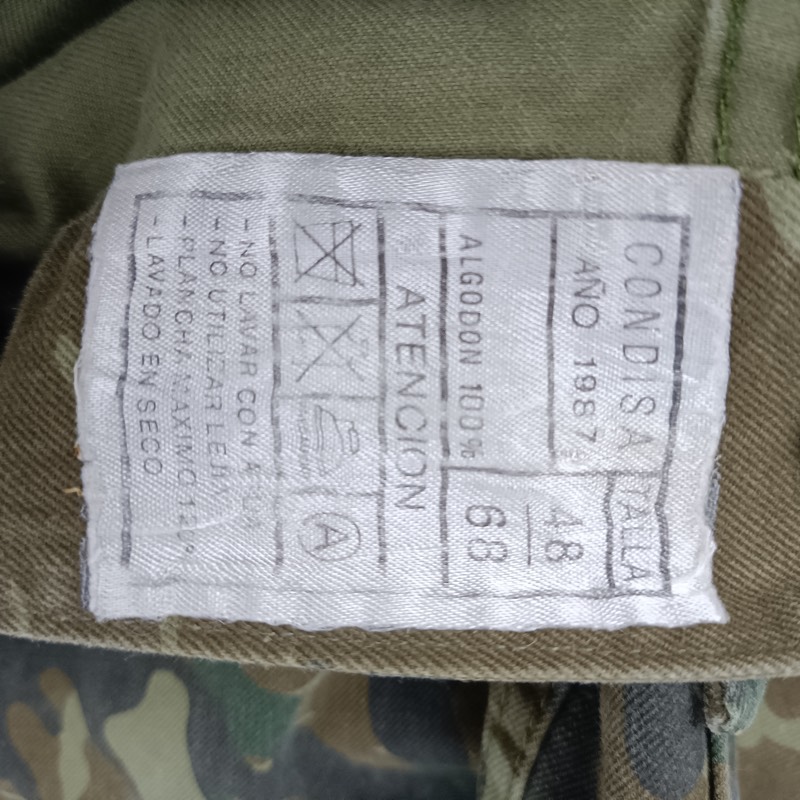 CONDISA
TALLA
AÑO 1987
48
68
ALGODON 100%
ATENCION
A
- NO LAVAR CON AGUA
- NO UTILIZAR LEJIA
- PLANCHA MAXIMO
- LAVADO EN SECO